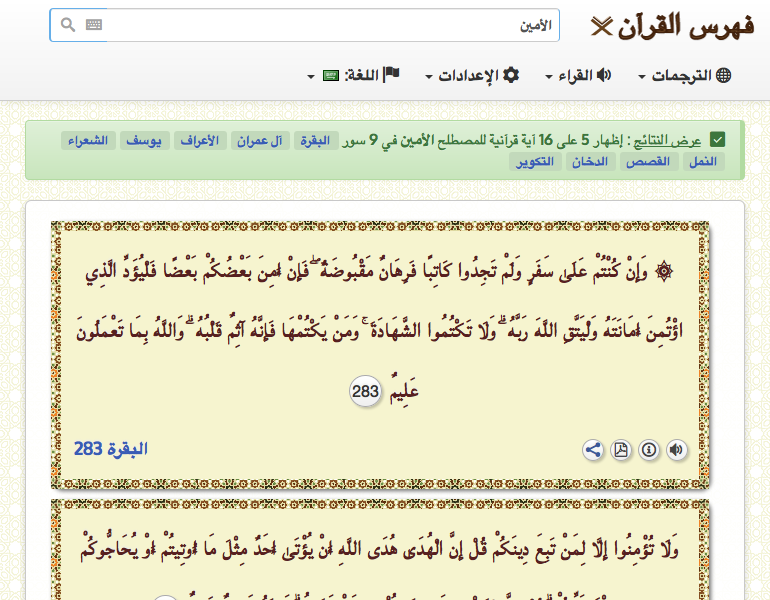 فهرس القرآن
الأمين
الترجمات
القراء
الإعدادات
اللغة:
عرض النتائج : إظهار 5 على 16 آية قرآنية للمصطلح الأمين في 9 سور البقرة آل عمران الأعراف يوسف الشعراء
النمل القصص الدخان التكوير
۞ وَإِنْ كُنْتُمْ عَلَىٰ سَفَرٍ وَلَمْ تَجِدُوا كَاتِبًا فَرِهَانٌ مَقْبُوضَةٌ ۖ فَإِنْ أَمِنَ بَعْضُكُمْ بَعْضًا فَلْيُؤَدِّ الَّذِي
اؤْتُمِنَ أَمَانَتَهُ وَلْيَتَّقِ اللَّهَ رَبَّهُ ۗ وَلَا تَكْتُمُوا الشَّهَادَةَ ۚ وَمَنْ يَكْتُمْهَا فَإِنَّهُ آثِمٌ قَلْبُهُ ۗ وَاللَّهُ بِمَا تَعْمَلُونَ
عَلِيمٌ 283
البقرة 283
وَلَا تُؤْمِنُوا إِلَّا لِمَنْ تَبِعَ دِينَكُمْ قُلْ إِنَّ الْهُدَىٰ هُدَى اللَّهِ أَنْ يُؤْتَىٰ أَحَدٌ مِثْلَ مَا أُوتِيتُمْ أَوْ يُحَاجُّوكُمْ